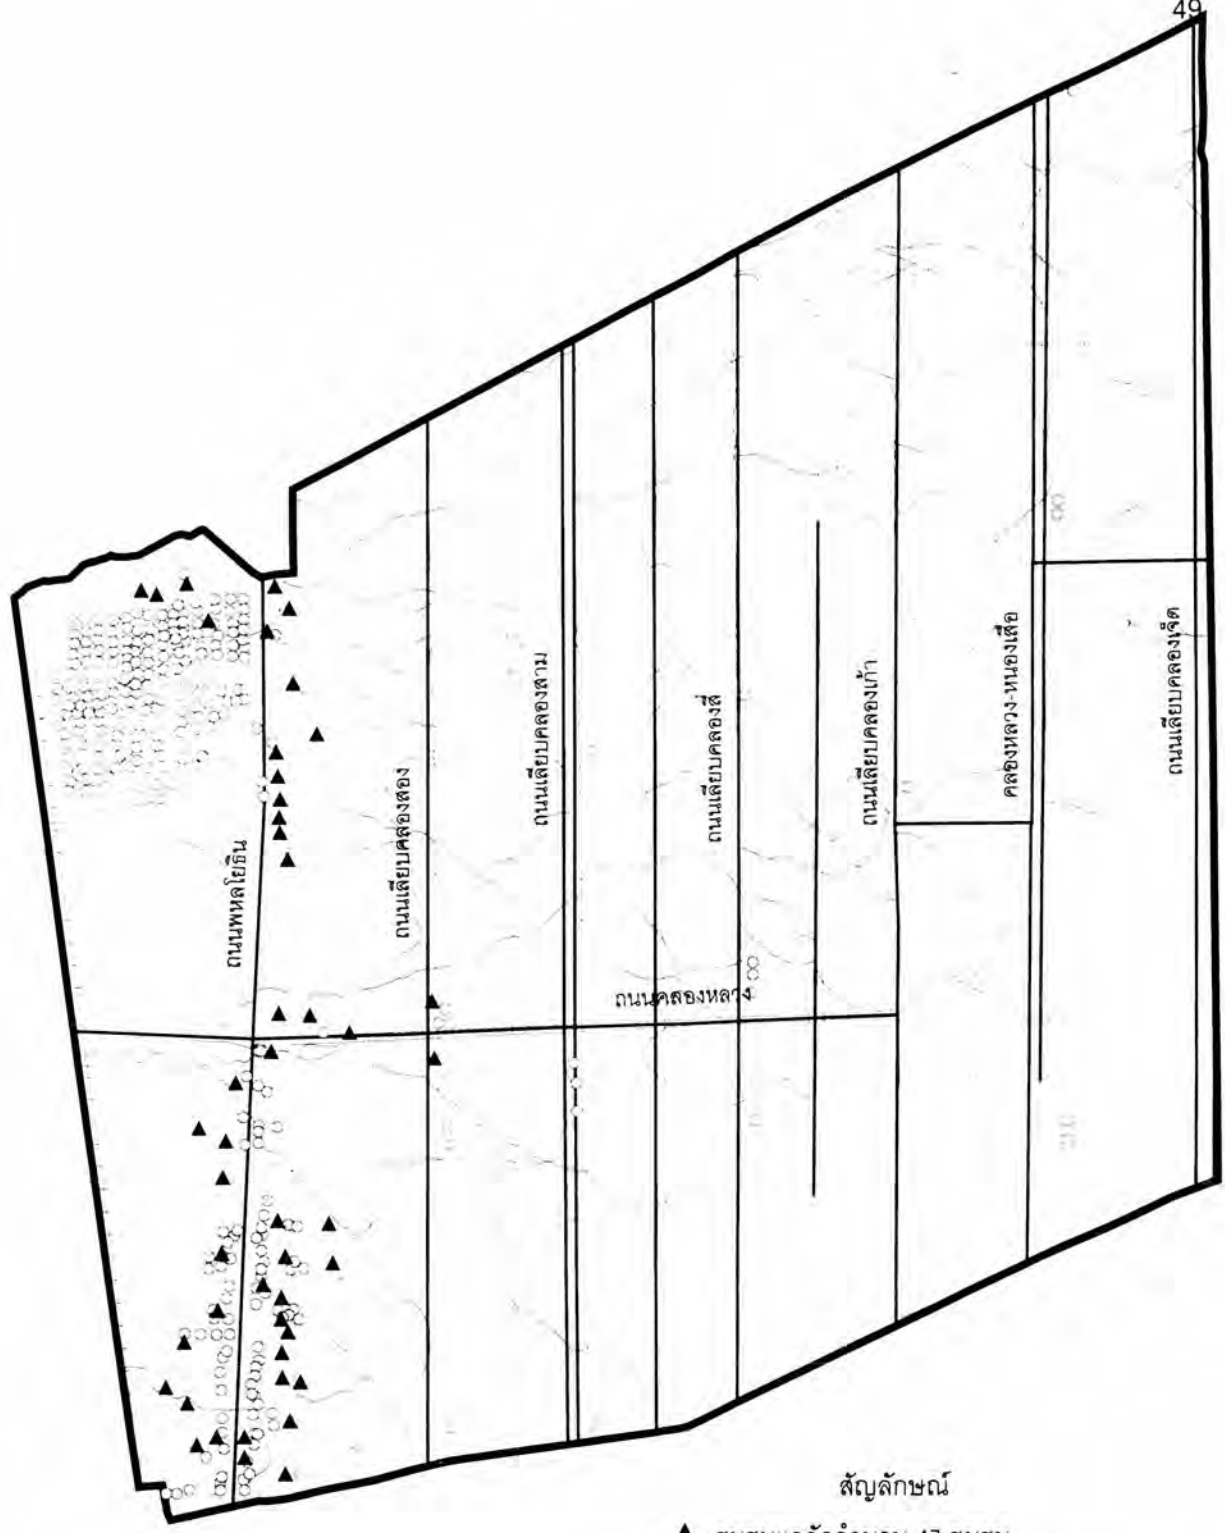 49
ถนนพหลโยธิน
ถนนเลียบคลองสอง
ถนนเลียบคลองสาม
ถนนเลียบคลองสี่
ถนนเลียบคลองเก้า
คลองหลวง-หนองเสือ
ถนนเลียบคลองเจ็ด
ถนนคลองหลวง
สัญลักษณ์